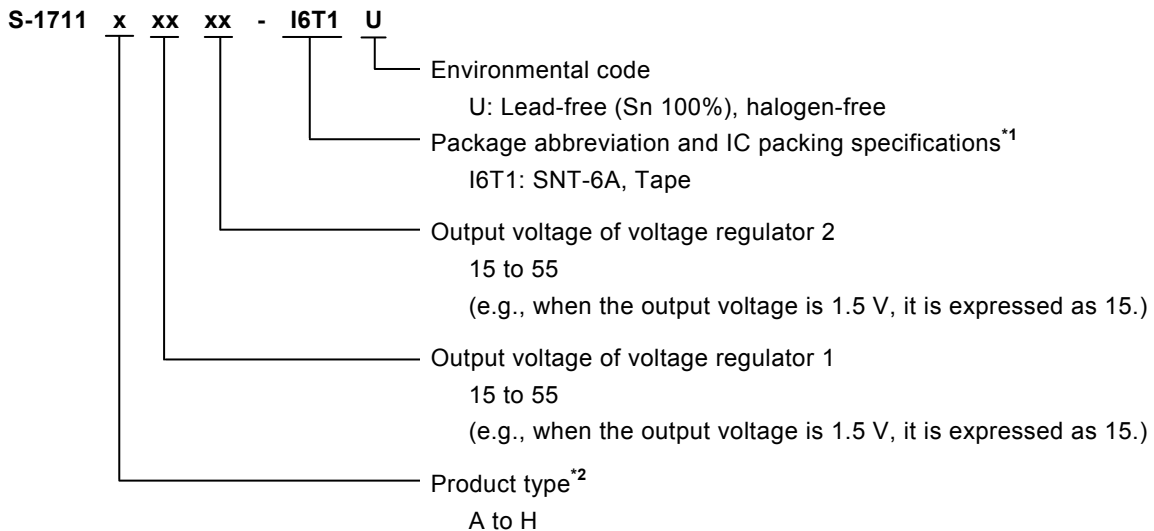 S-1711 x xx xx - I6T1 U
Environmental code
U: Lead-free (Sn 100%), halogen-free
Package abbreviation and IC packing specifications*1
I6T1: SNT-6A, Tape
Output voltage of voltage regulator 2
15 to 55
(e.g., when the output voltage is 1.5 V, it is expressed as 15.)
Output voltage of voltage regulator 1
15 to 55
(e.g., when the output voltage is 1.5 V, it is expressed as 15.)
Product type*2
A to H